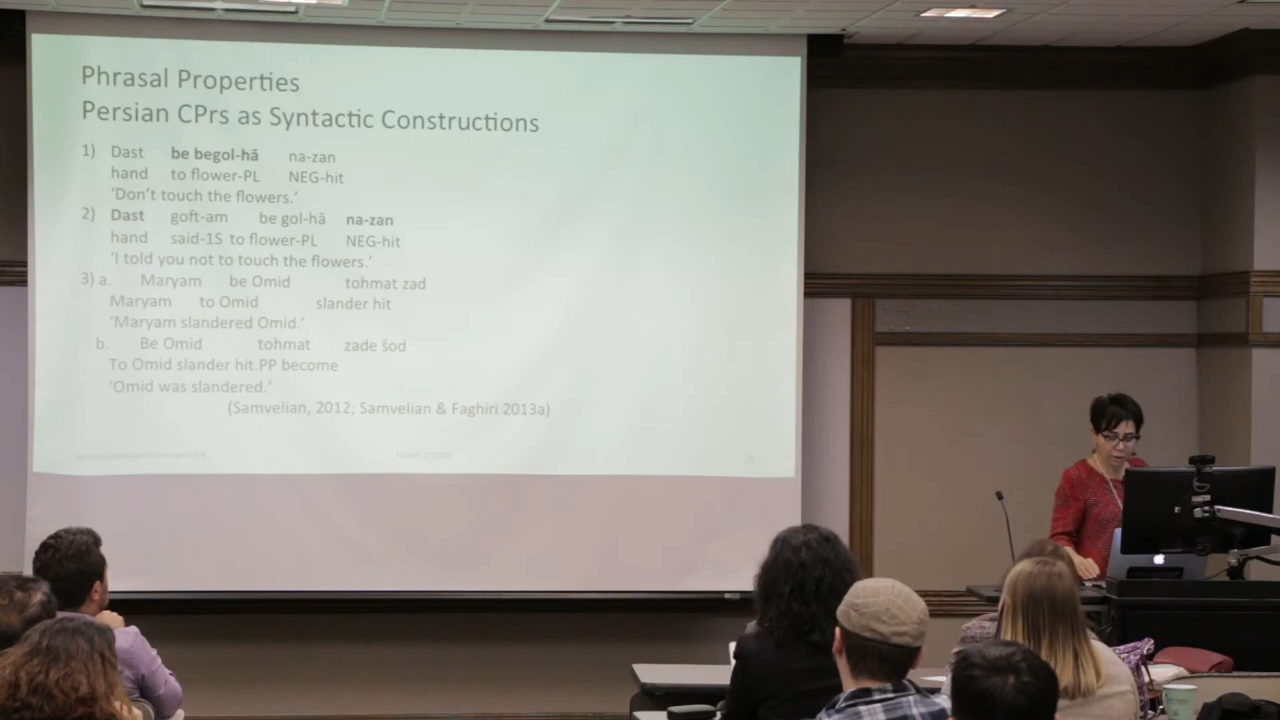 Phrasal Properties
Persian CPrs as Syntactic Constructions
1) Dast be begol-hā na-zan
hand to flower-PL NEG-hit
'Don't touch the flowers.'
2) Dast goft-am be gol-hā na-zan
hand said-1S to flower-PL NEG-hit
'I told you not to touch the flowers.'
3) a. Maryam be Omid tohmat zad
Maryam to Omid slander hit
'Maryam slandered Omid.'
b. Be Omid tohmat zade šod
To Omid slander hit.PP become
'Omid was slandered.'
(Samvelian, 2012; Samvelian & Faghiri 2013a)